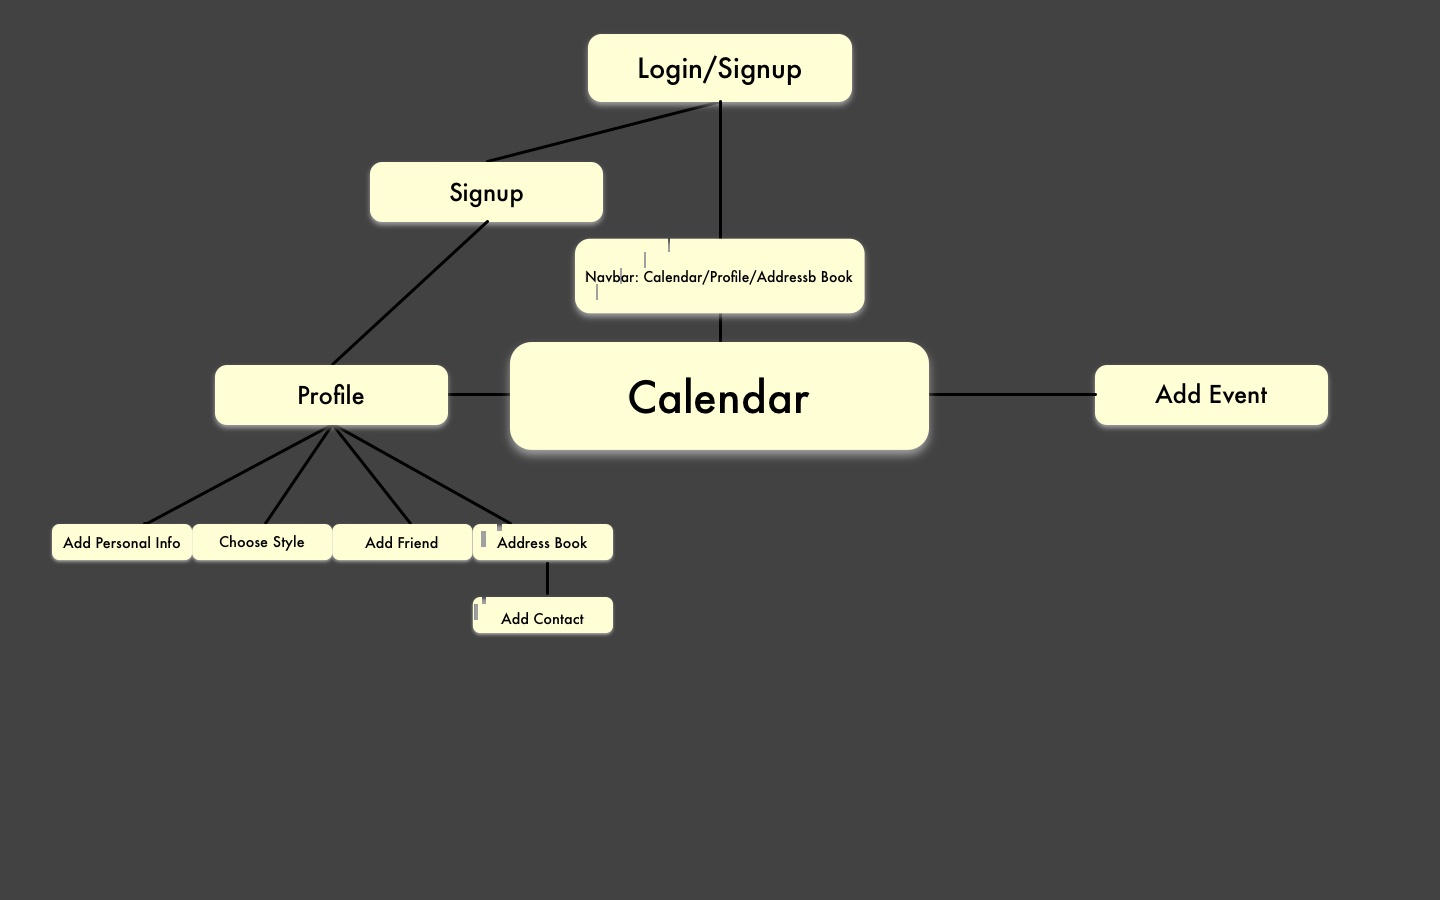 Login/Signup
Signup
Navbar: Calendar/Profile/Addressb Book
Profile
Calendar
Add Event
Add Personal Info
Choose Style
Add Friend
Address Book
Add Contact